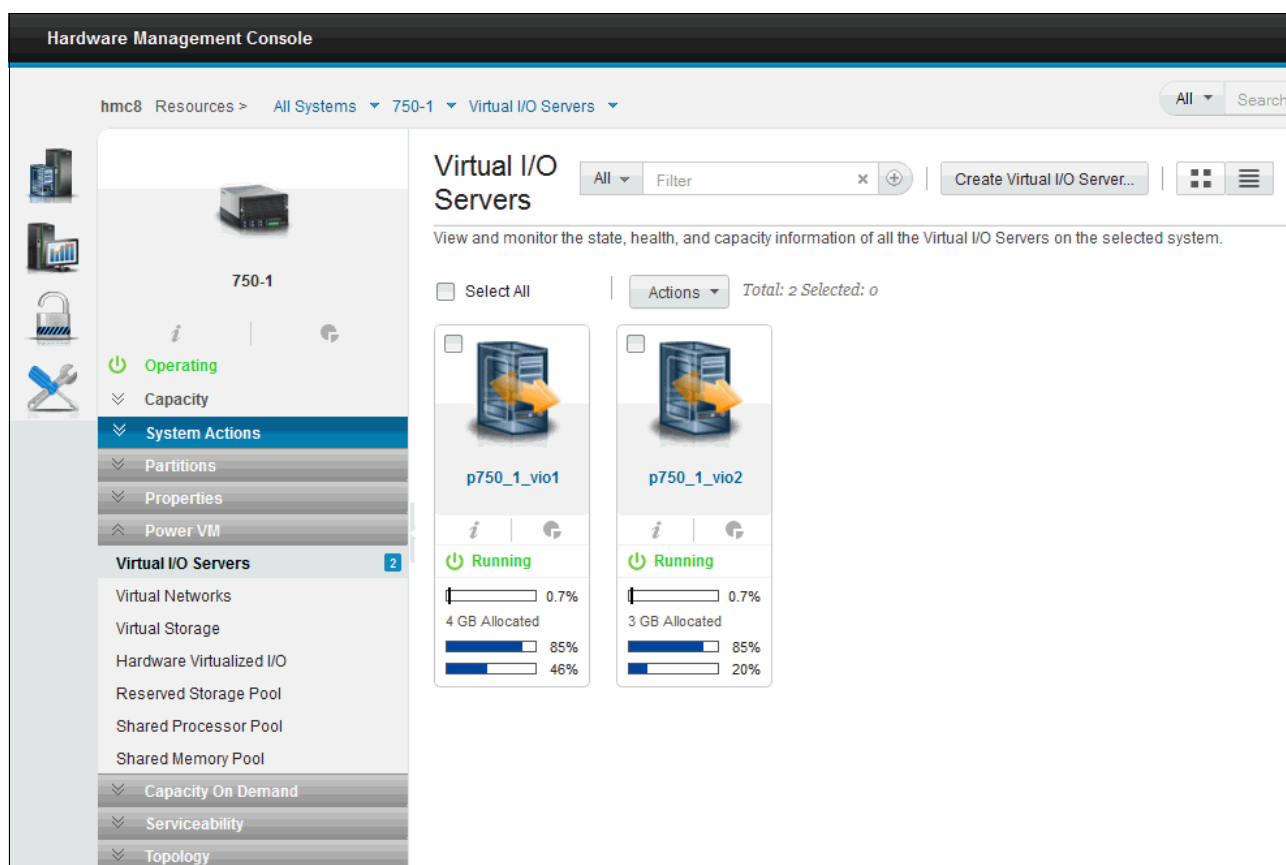 Hardware Management Console
hmc8 Resources > All Systems 750-1 Virtual I/O Servers
All Search
750-1
Operating
Capacity
System Actions
Partitions
Properties
Power VM
Virtual I/O Servers 2
Virtual Networks
Virtual Storage
Hardware Virtualized I/O
Reserved Storage Pool
Shared Processor Pool
Shared Memory Pool
Capacity On Demand
Serviceability
Topology
Virtual I/O
Servers
All Filter
Create Virtual I/O Server...
View and monitor the state, health, and capacity information of all the Virtual I/O Servers on the selected system.
Select All Actions Total: 2 Selected: 0
p750_1_vio1
Running
0.7%
4 GB Allocated
85%
46%
p750_1_vio2
Running
0.7%
3 GB Allocated
85%
20%